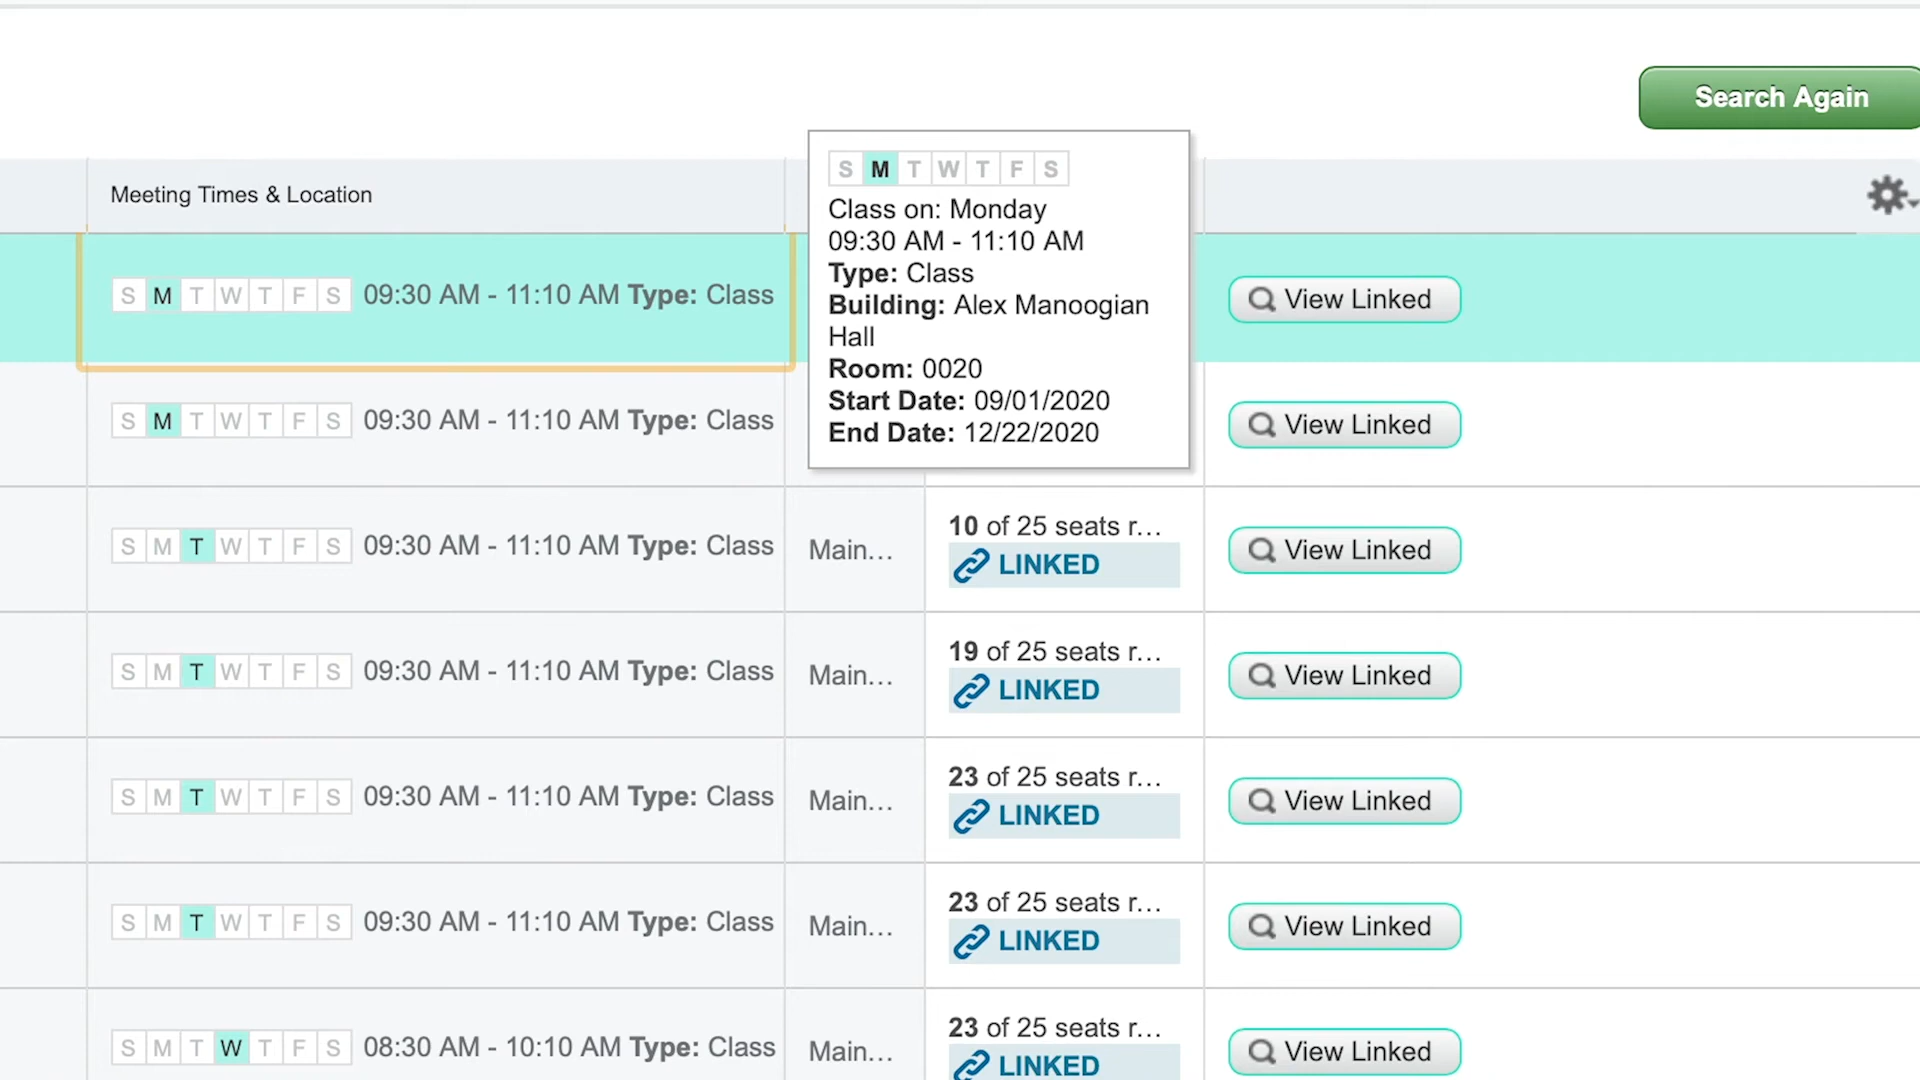 Search Again
Meeting Times & Location
S M T W T F S
Class on: Monday
09:30 AM - 11:10 AM
Type: Class
Building: Alex Manoogian
Hall
Room: 0020
Start Date: 09/01/2020
End Date: 12/22/2020
S M T W T F S 09:30 AM - 11:10 AM Type: Class View Linked
S M T W T F S 09:30 AM - 11:10 AM Type: Class View Linked
S M T W T F S 09:30 AM - 11:10 AM Type: Class Main... 10 of 25 seats r... View Linked
LINKED
S M T W T F S 09:30 AM - 11:10 AM Type: Class Main... 19 of 25 seats r... View Linked
LINKED
S M T W T F S 09:30 AM - 11:10 AM Type: Class Main... 23 of 25 seats r... View Linked
LINKED
S M T W T F S 09:30 AM - 11:10 AM Type: Class Main... 23 of 25 seats r... View Linked
LINKED
S M T W T F S 08:30 AM - 10:10 AM Type: Class Main... 23 of 25 seats r... View Linked
LINKED